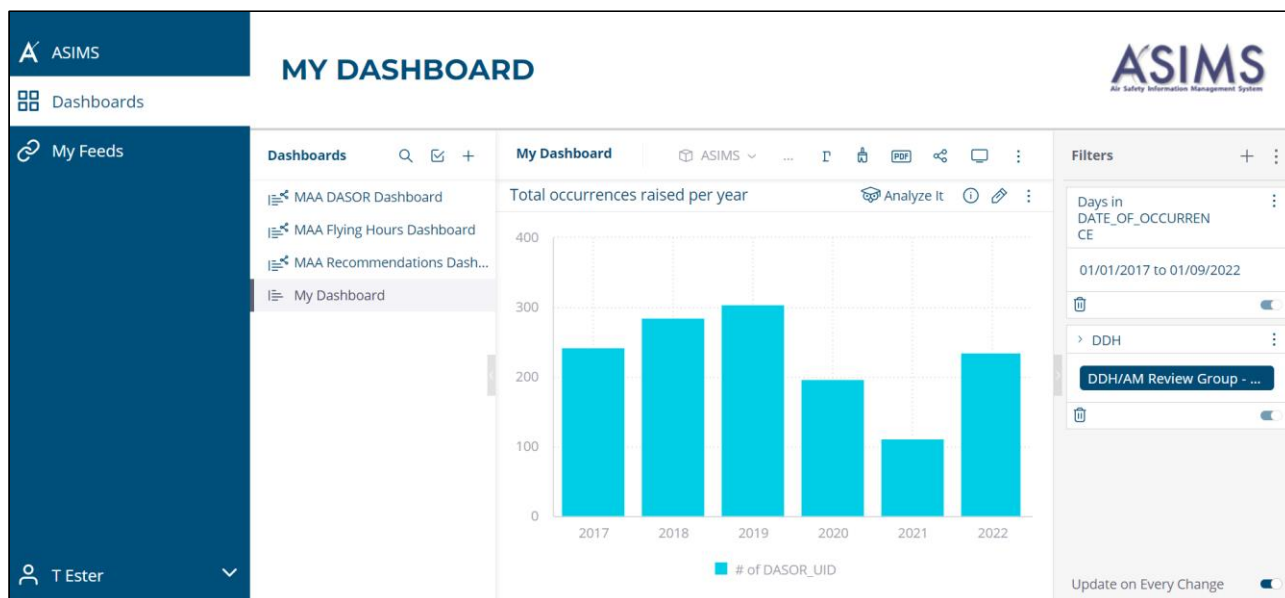 ASIMS
Dashboards
My Feeds
T Ester
MY DASHBOARD
ASIMS
Air Safety Information Management System
Dashboards
MAA DASOR Dashboard
MAA Flying Hours Dashboard
MAA Recommendations Dash...
My Dashboard
My Dashboard
ASIMS
...
PDF
Total occurrences raised per year
Analyze It
400
300
200
100
0
2017 2018 2019 2020 2021 2022
# of DASOR_UID
Filters
Days in
DATE_OF_OCCURREN
CE
01/01/2017 to 01/09/2022
DDH
DDH/AM Review Group - ...
Update on Every Change